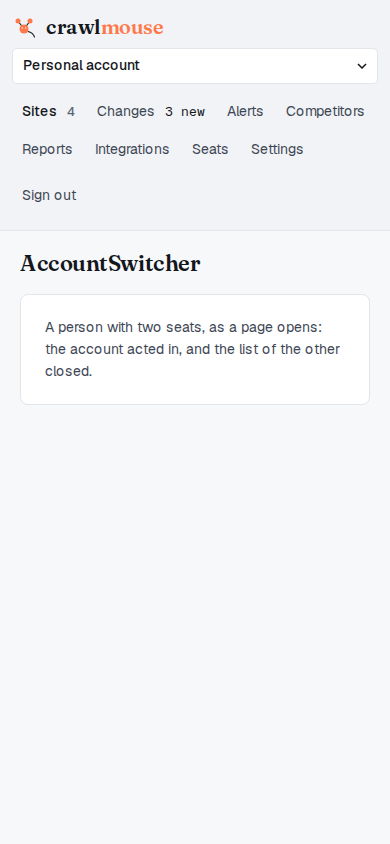 crawlmouse
Personal account
Sites 4 Changes 3 new Alerts Competitors
Reports Integrations Seats Settings
Sign out
AccountSwitcher
A person with two seats, as a page opens:
the account acted in, and the list of the other
closed.